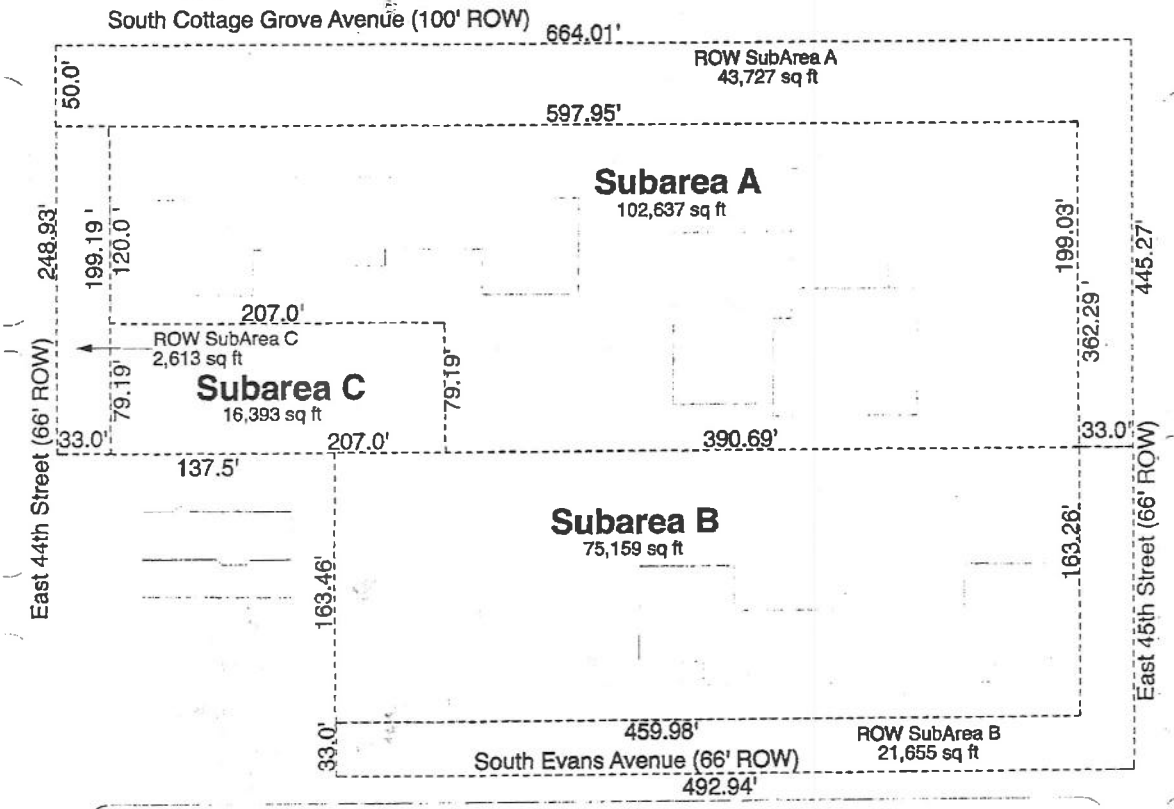 South Cottage Grove Avenue (100' ROW)
664.01'
50.0'
ROW SubArea A
43,727 sq ft
597.95'
Subarea A
102,637 sq ft
248.93'
199.19 '
120.0 '
199.03'
362.29 '
445.27'
207.0'
ROW SubArea C
2,613 sq ft
79.19'
Subarea C
16,393 sq ft
79.19'
33.0'
207.0'
390.69'
33.0'
137.5'
East 44th Street (66' ROW)
Subarea B
75,159 sq ft
163.46'
163.26'
East 45th Street (66' ROW)
33.0'
459.98'
ROW SubArea B
21,655 sq ft
South Evans Avenue (66' ROW)
492.94'